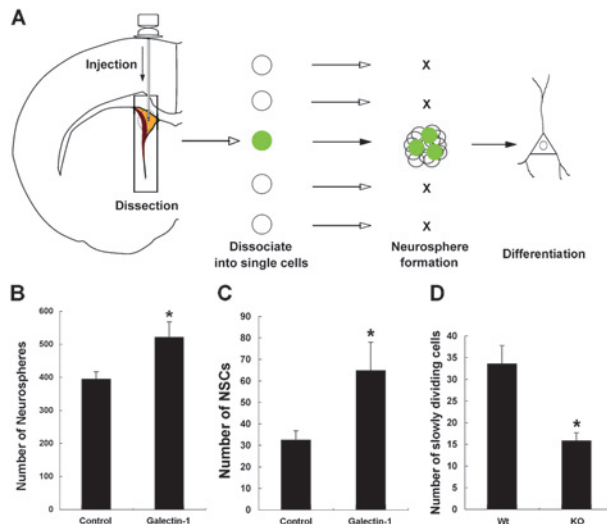 A
Injection
Dissection
X
X
X
X
Dissociate
into single cells
Neurosphere
formation
Differentiation
B
Number of Neurospheres
600
500
400
300
200
100
0
*
Control
Galectin-1
C
Number of NSCs
90
80
70
60
50
40
30
20
10
0
*
Control
Galectin-1
D
Number of slowly dividing cells
40
35
30
25
20
15
10
5
0
*
Wt
KO